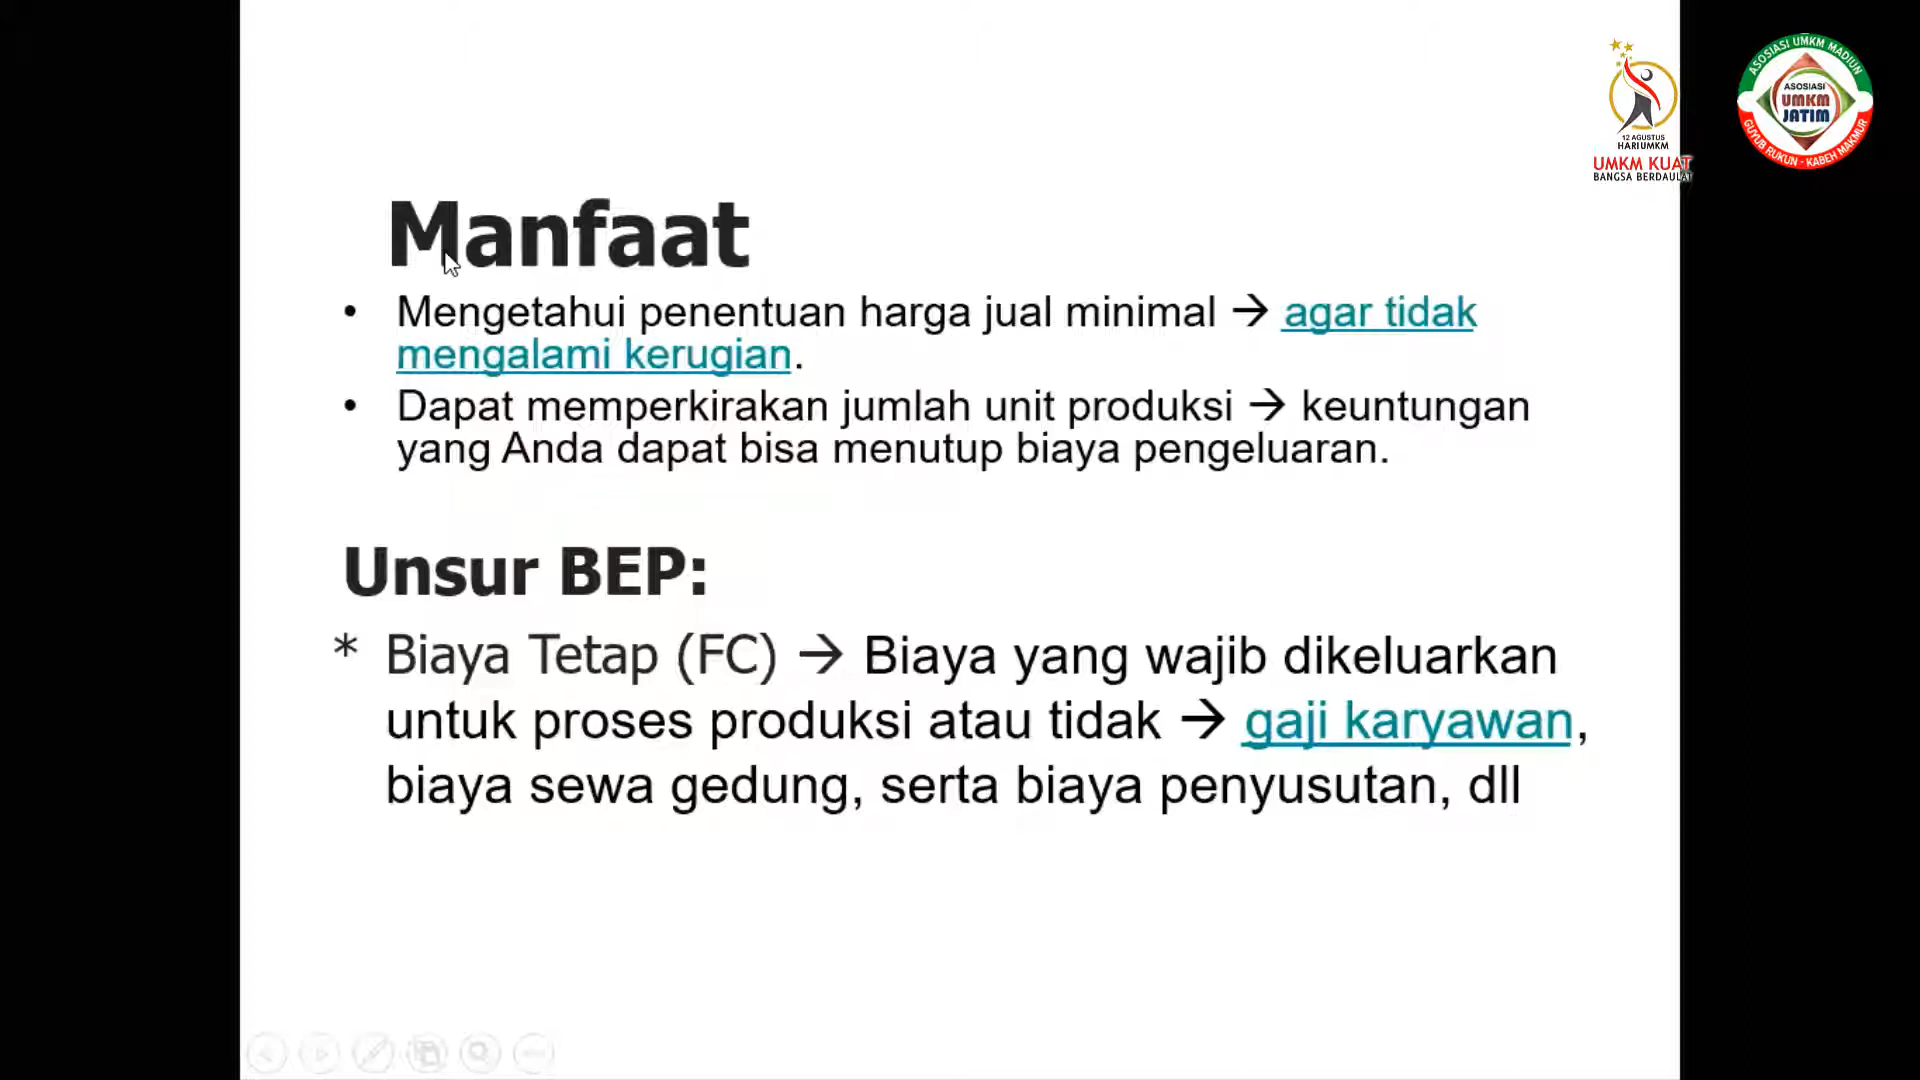 12 AGUSTUS
HARI UMKM
UMKM KUAT
BANGSA BERDAULAT
ASOSIASI UMKM MADIUN
ASOSIASI
UMKM
JATIM
GUYUB RUKUN - KABEH MAKMUR
Manfaat
• Mengetahui penentuan harga jual minimal → agar tidak
mengalami kerugian.
• Dapat memperkirakan jumlah unit produksi → keuntungan
yang Anda dapat bisa menutup biaya pengeluaran.
Unsur BEP:
* Biaya Tetap (FC) → Biaya yang wajib dikeluarkan
untuk proses produksi atau tidak → gaji karyawan,
biaya sewa gedung, serta biaya penyusutan, dll